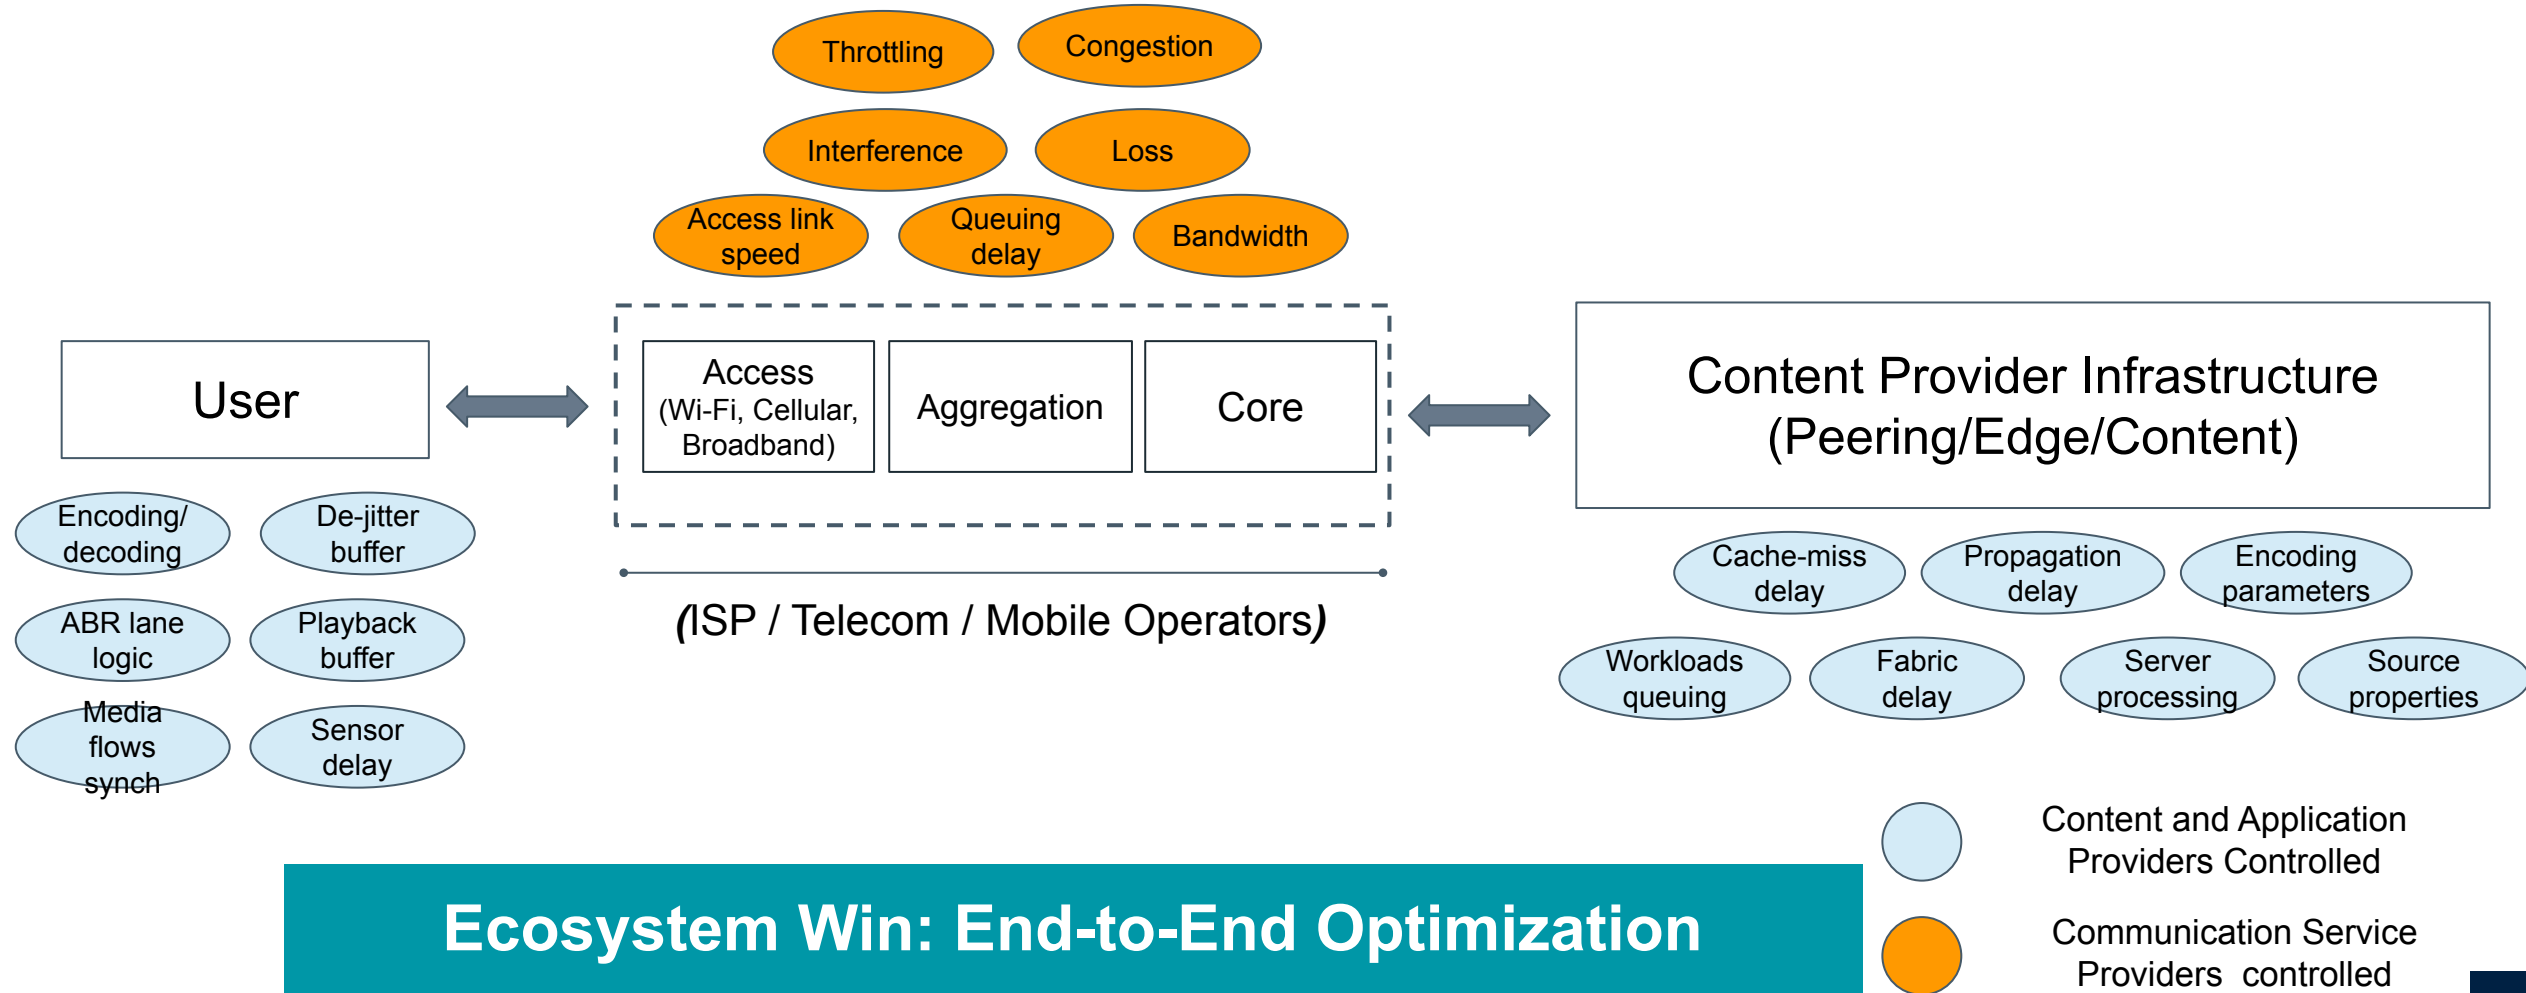 Throttling
Congestion
Interference
Loss
Access link
speed
Queuing
delay
Bandwidth
User
Access
(Wi-Fi, Cellular,
Broadband)
Aggregation
Core
Content Provider Infrastructure
(Peering/Edge/Content)
(ISP / Telecom / Mobile Operators)
Encoding/
decoding
De-jitter
buffer
ABR lane
logic
Playback
buffer
Media
flows
synch
Sensor
delay
Cache-miss
delay
Propagation
delay
Encoding
parameters
Workloads
queuing
Fabric
delay
Server
processing
Source
properties
Content and Application
Providers Controlled
Ecosystem Win: End-to-End Optimization
Communication Service
Providers controlled